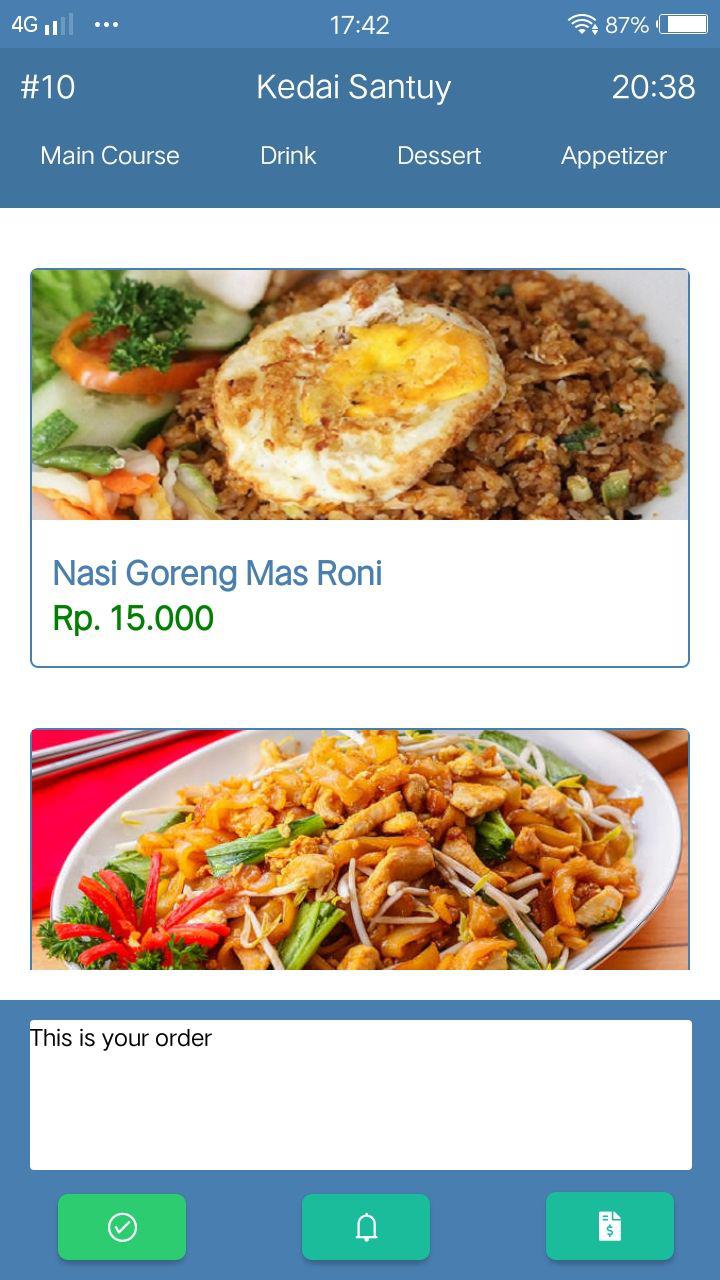 4G 17:42 87%
#10 Kedai Santuy 20:38
Main Course Drink Dessert Appetizer
Nasi Goreng Mas Roni
Rp. 15.000
This is your order
$